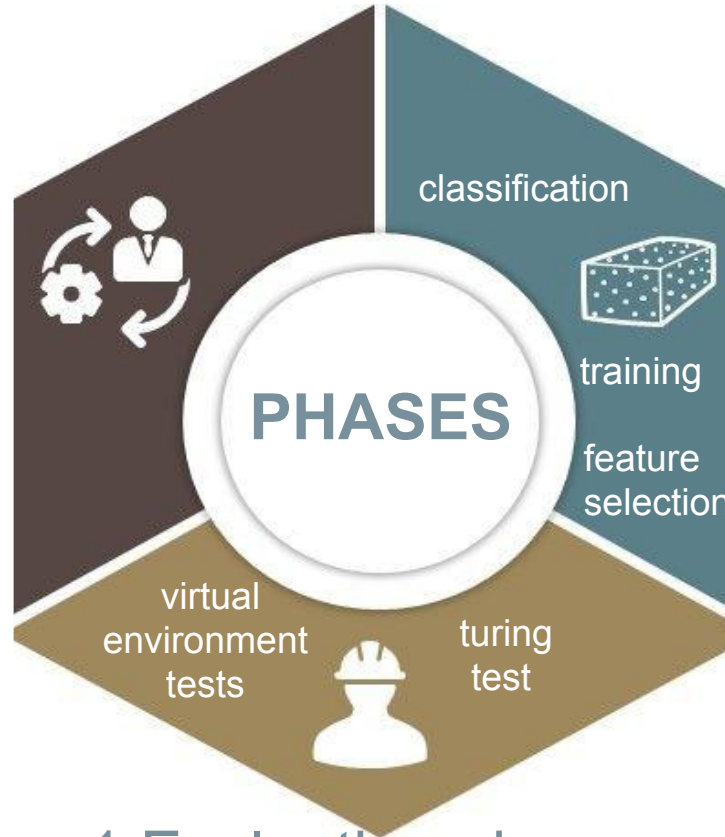 classification
training
PHASES
feature
selection
virtual
environment
tests
turing
test